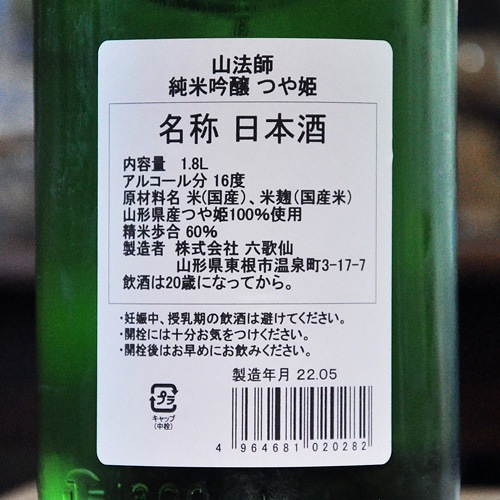 山法師
純米吟醸 つや姫
名称 日本酒
内容量 1.8L
アルコール分 16度
原材料名 米(国産)、米麹(国産米)
山形県産つや姫100%使用
精米歩合 60%
製造者 株式会社 六歌仙
山形県東根市温泉町3-17-7
飲酒は20歳になってから。
・妊娠中、授乳期の飲酒は避けてください。
・開栓には十分お気をつけください。
・開栓後はお早めにお飲みください。
製造年月 22.05
プラ
キャップ
(中栓)
4 964681 020282